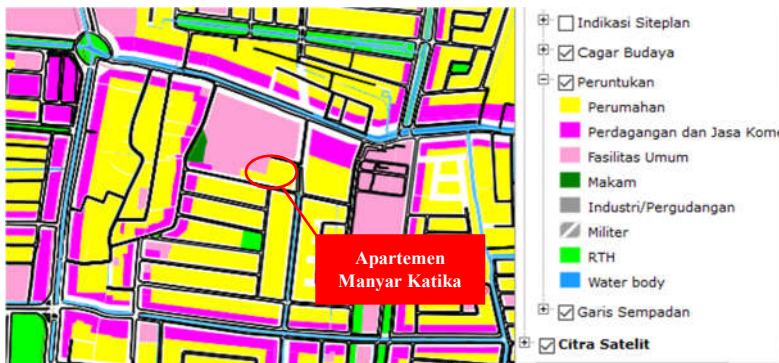 Indikasi Siteplan
Cagar Budaya
Peruntukan
Perumahan
Perdagangan dan Jasa Kome
Fasilitas Umum
Makam
Industri/Pergudangan
Militer
RTH
Water body
Garis Sempadan
Citra Satelit
Apartemen
Manyar Katika